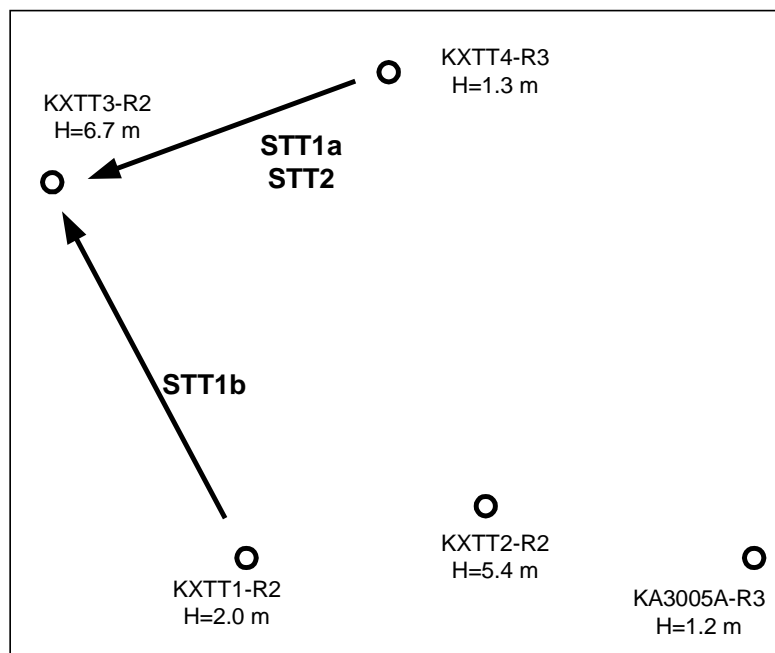 KXTT4-R3
H=1.3 m
KXTT3-R2
H=6.7 m
STT1a
STT2
STT1b
KXTT2-R2
H=5.4 m
KXTT1-R2
H=2.0 m
KA3005A-R3
H=1.2 m